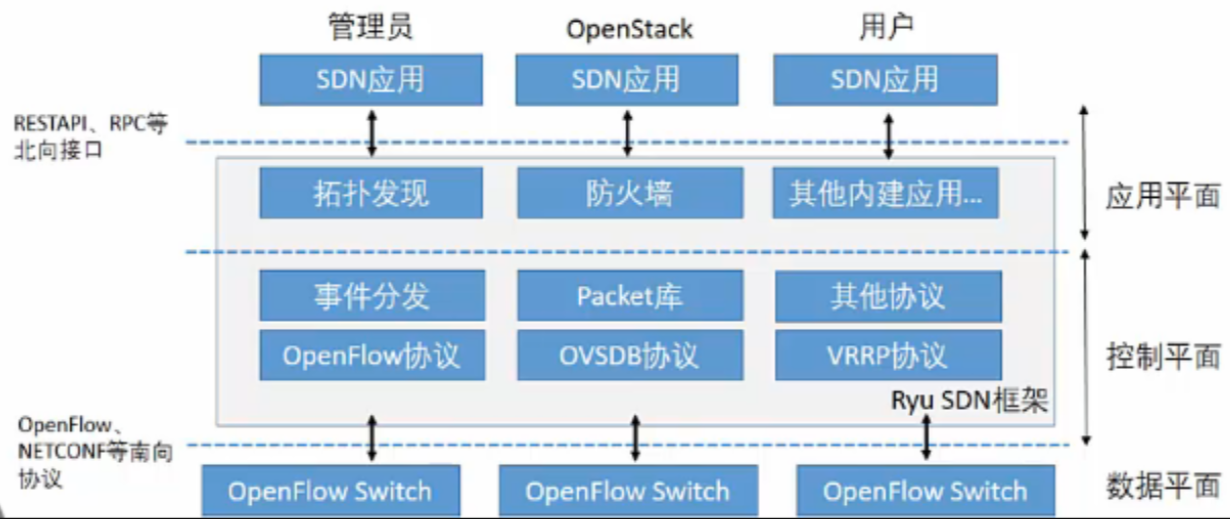 管理员
OpenStack
用户
SDN应用
SDN应用
SDN应用
RESTAPI、RPC等
北向接口
拓扑发现
防火墙
其他内建应用...
应用平面
事件分发
Packet库
其他协议
OpenFlow协议
OVSDB协议
VRRP协议
控制平面
Ryu SDN框架
OpenFlow、
NETCONF等南向
协议
OpenFlow Switch
OpenFlow Switch
OpenFlow Switch
数据平面